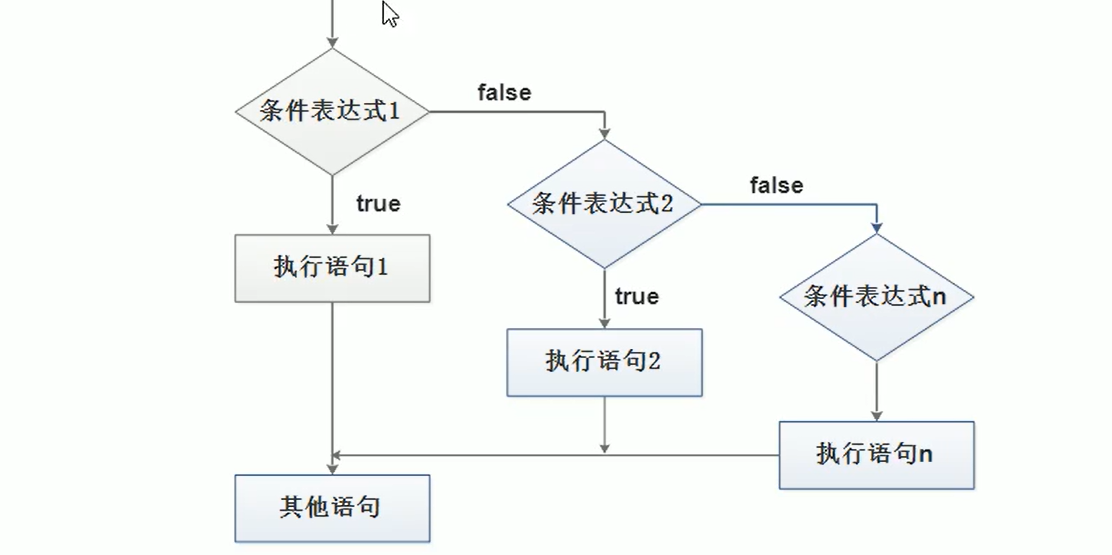 条件表达式1
false
true
执行语句1
条件表达式2
false
true
执行语句2
条件表达式n
执行语句n
其他语句